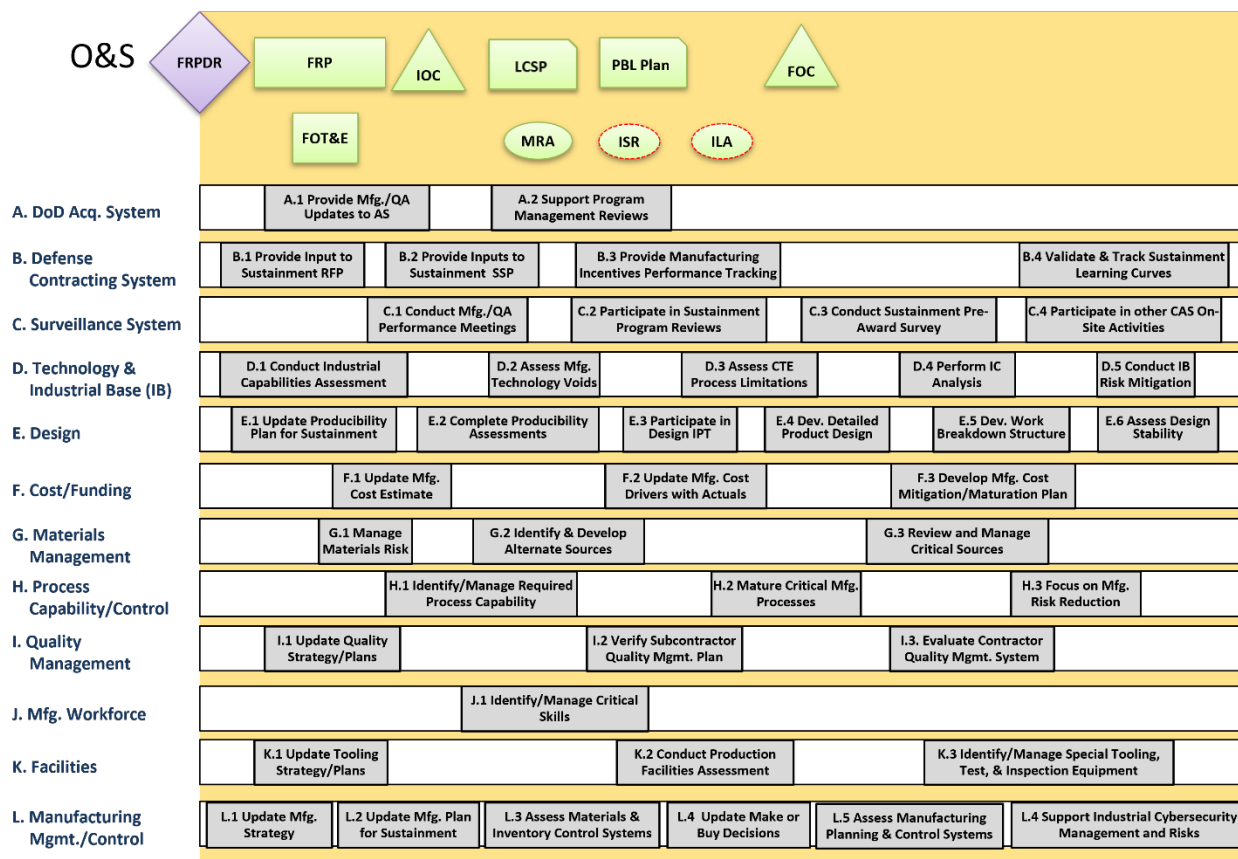 O&S
FRPDR
FRP
IOC
LCSP
PBL Plan
FOC
FOT&E
MRA
ISR
ILA
A. DoD Acq. System
A.1 Provide Mfg./QA
Updates to AS
A.2 Support Program
Management Reviews
B. Defense
Contracting System
B.1 Provide Input to
Sustainment RFP
B.2 Provide Inputs to
Sustainment SSP
B.3 Provide Manufacturing
Incentives Performance Tracking
B.4 Validate & Track Sustainment
Learning Curves
C. Surveillance System
C.1 Conduct Mfg./QA
Performance Meetings
C.2 Participate in Sustainment
Program Reviews
C.3 Conduct Sustainment Pre-
Award Survey
C.4 Participate in other CAS On-
Site Activities
D. Technology &
Industrial Base (IB)
D.1 Conduct Industrial
Capabilities Assessment
D.2 Assess Mfg.
Technology Voids
D.3 Assess CTE
Process Limitations
D.4 Perform IC
Analysis
D.5 Conduct IB
Risk Mitigation
E. Design
E.1 Update Producibility
Plan for Sustainment
E.2 Complete Producibility
Assessments
E.3 Participate in
Design IPT
E.4 Dev. Detailed
Product Design
E.5 Dev. Work
Breakdown Structure
E.6 Assess Design
Stability
F. Cost/Funding
F.1 Update Mfg.
Cost Estimate
F.2 Update Mfg. Cost
Drivers with Actuals
F.3 Develop Mfg. Cost
Mitigation/Maturation Plan
G. Materials
Management
G.1 Manage
Materials Risk
G.2 Identify & Develop
Alternate Sources
G.3 Review and Manage
Critical Sources
H. Process
Capability/Control
H.1 Identify/Manage Required
Process Capability
H.2 Mature Critical Mfg.
Processes
H.3 Focus on Mfg.
Risk Reduction
I. Quality
Management
I.1 Update Quality
Strategy/Plans
I.2 Verify Subcontractor
Quality Mgmt. Plan
I.3. Evaluate Contractor
Quality Mgmt. System
J. Mfg. Workforce
J.1 Identify/Manage Critical
Skills
K. Facilities
K.1 Update Tooling
Strategy/Plans
K.2 Conduct Production
Facilities Assessment
K.3 Identify/Manage Special Tooling,
Test, & Inspection Equipment
L. Manufacturing
Mgmt./Control
L.1 Update Mfg.
Strategy
L.2 Update Mfg. Plan
for Sustainment
L.3 Assess Materials &
Inventory Control Systems
L.4 Update Make or
Buy Decisions
L.5 Assess Manufacturing
Planning & Control Systems
L.4 Support Industrial Cybersecurity
Management and Risks